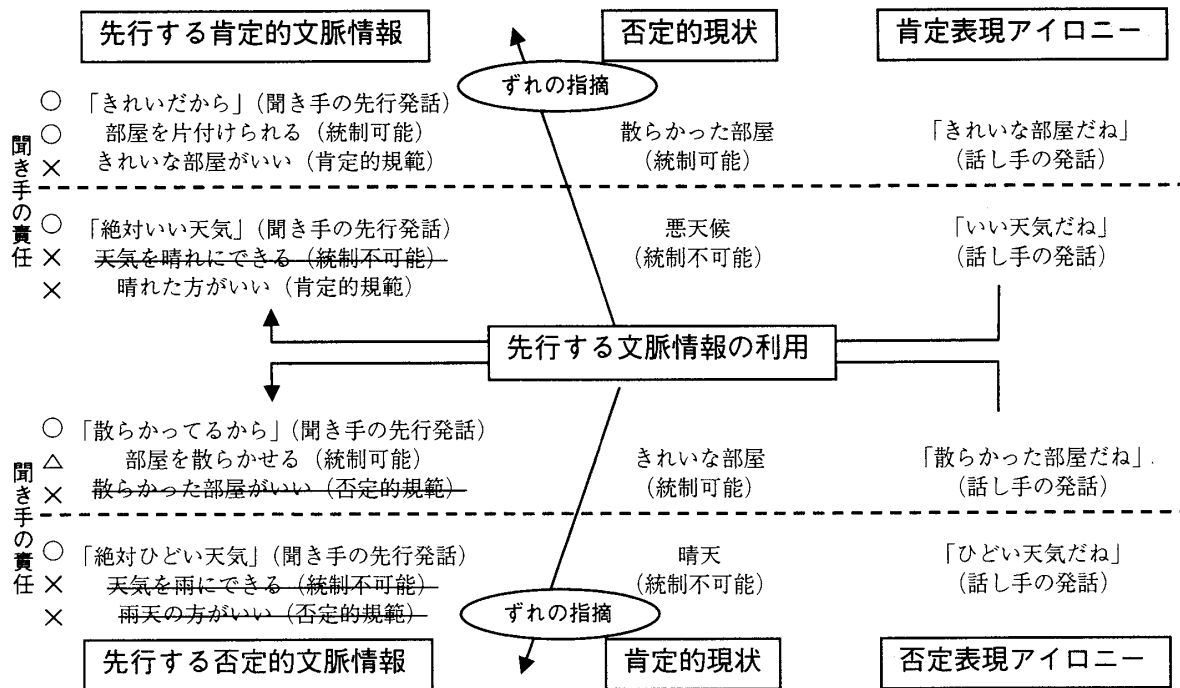 先行する肯定的文脈情報
否定的現状
肯定表現アイロニー
ずれの指摘
聞き手の責任
○ 「きれいだから」(聞き手の先行発話)
○ 部屋を片付けられる(統制可能)
× きれいな部屋がいい(肯定的規範)
散らかった部屋
(統制可能)
「きれいな部屋だね」
(話し手の発話)
○ 「絶対いい天気」(聞き手の先行発話)
× 天気を晴れにできる(統制不可能)
× 晴れた方がいい(肯定的規範)
悪天候
(統制不可能)
「いい天気だね」
(話し手の発話)
先行する文脈情報の利用
聞き手の責任
○ 「散らかってるから」(聞き手の先行発話)
△ 部屋を散らかせる(統制可能)
× 散らかった部屋がいい(否定的規範)
きれいな部屋
(統制可能)
「散らかった部屋だね」
(話し手の発話)
○ 「絶対ひどい天気」(聞き手の先行発話)
× 天気を雨にできる(統制不可能)
× 雨天の方がいい(否定的規範)
晴天
(統制不可能)
「ひどい天気だね」
(話し手の発話)
ずれの指摘
先行する否定的文脈情報
肯定的現状
否定表現アイロニー